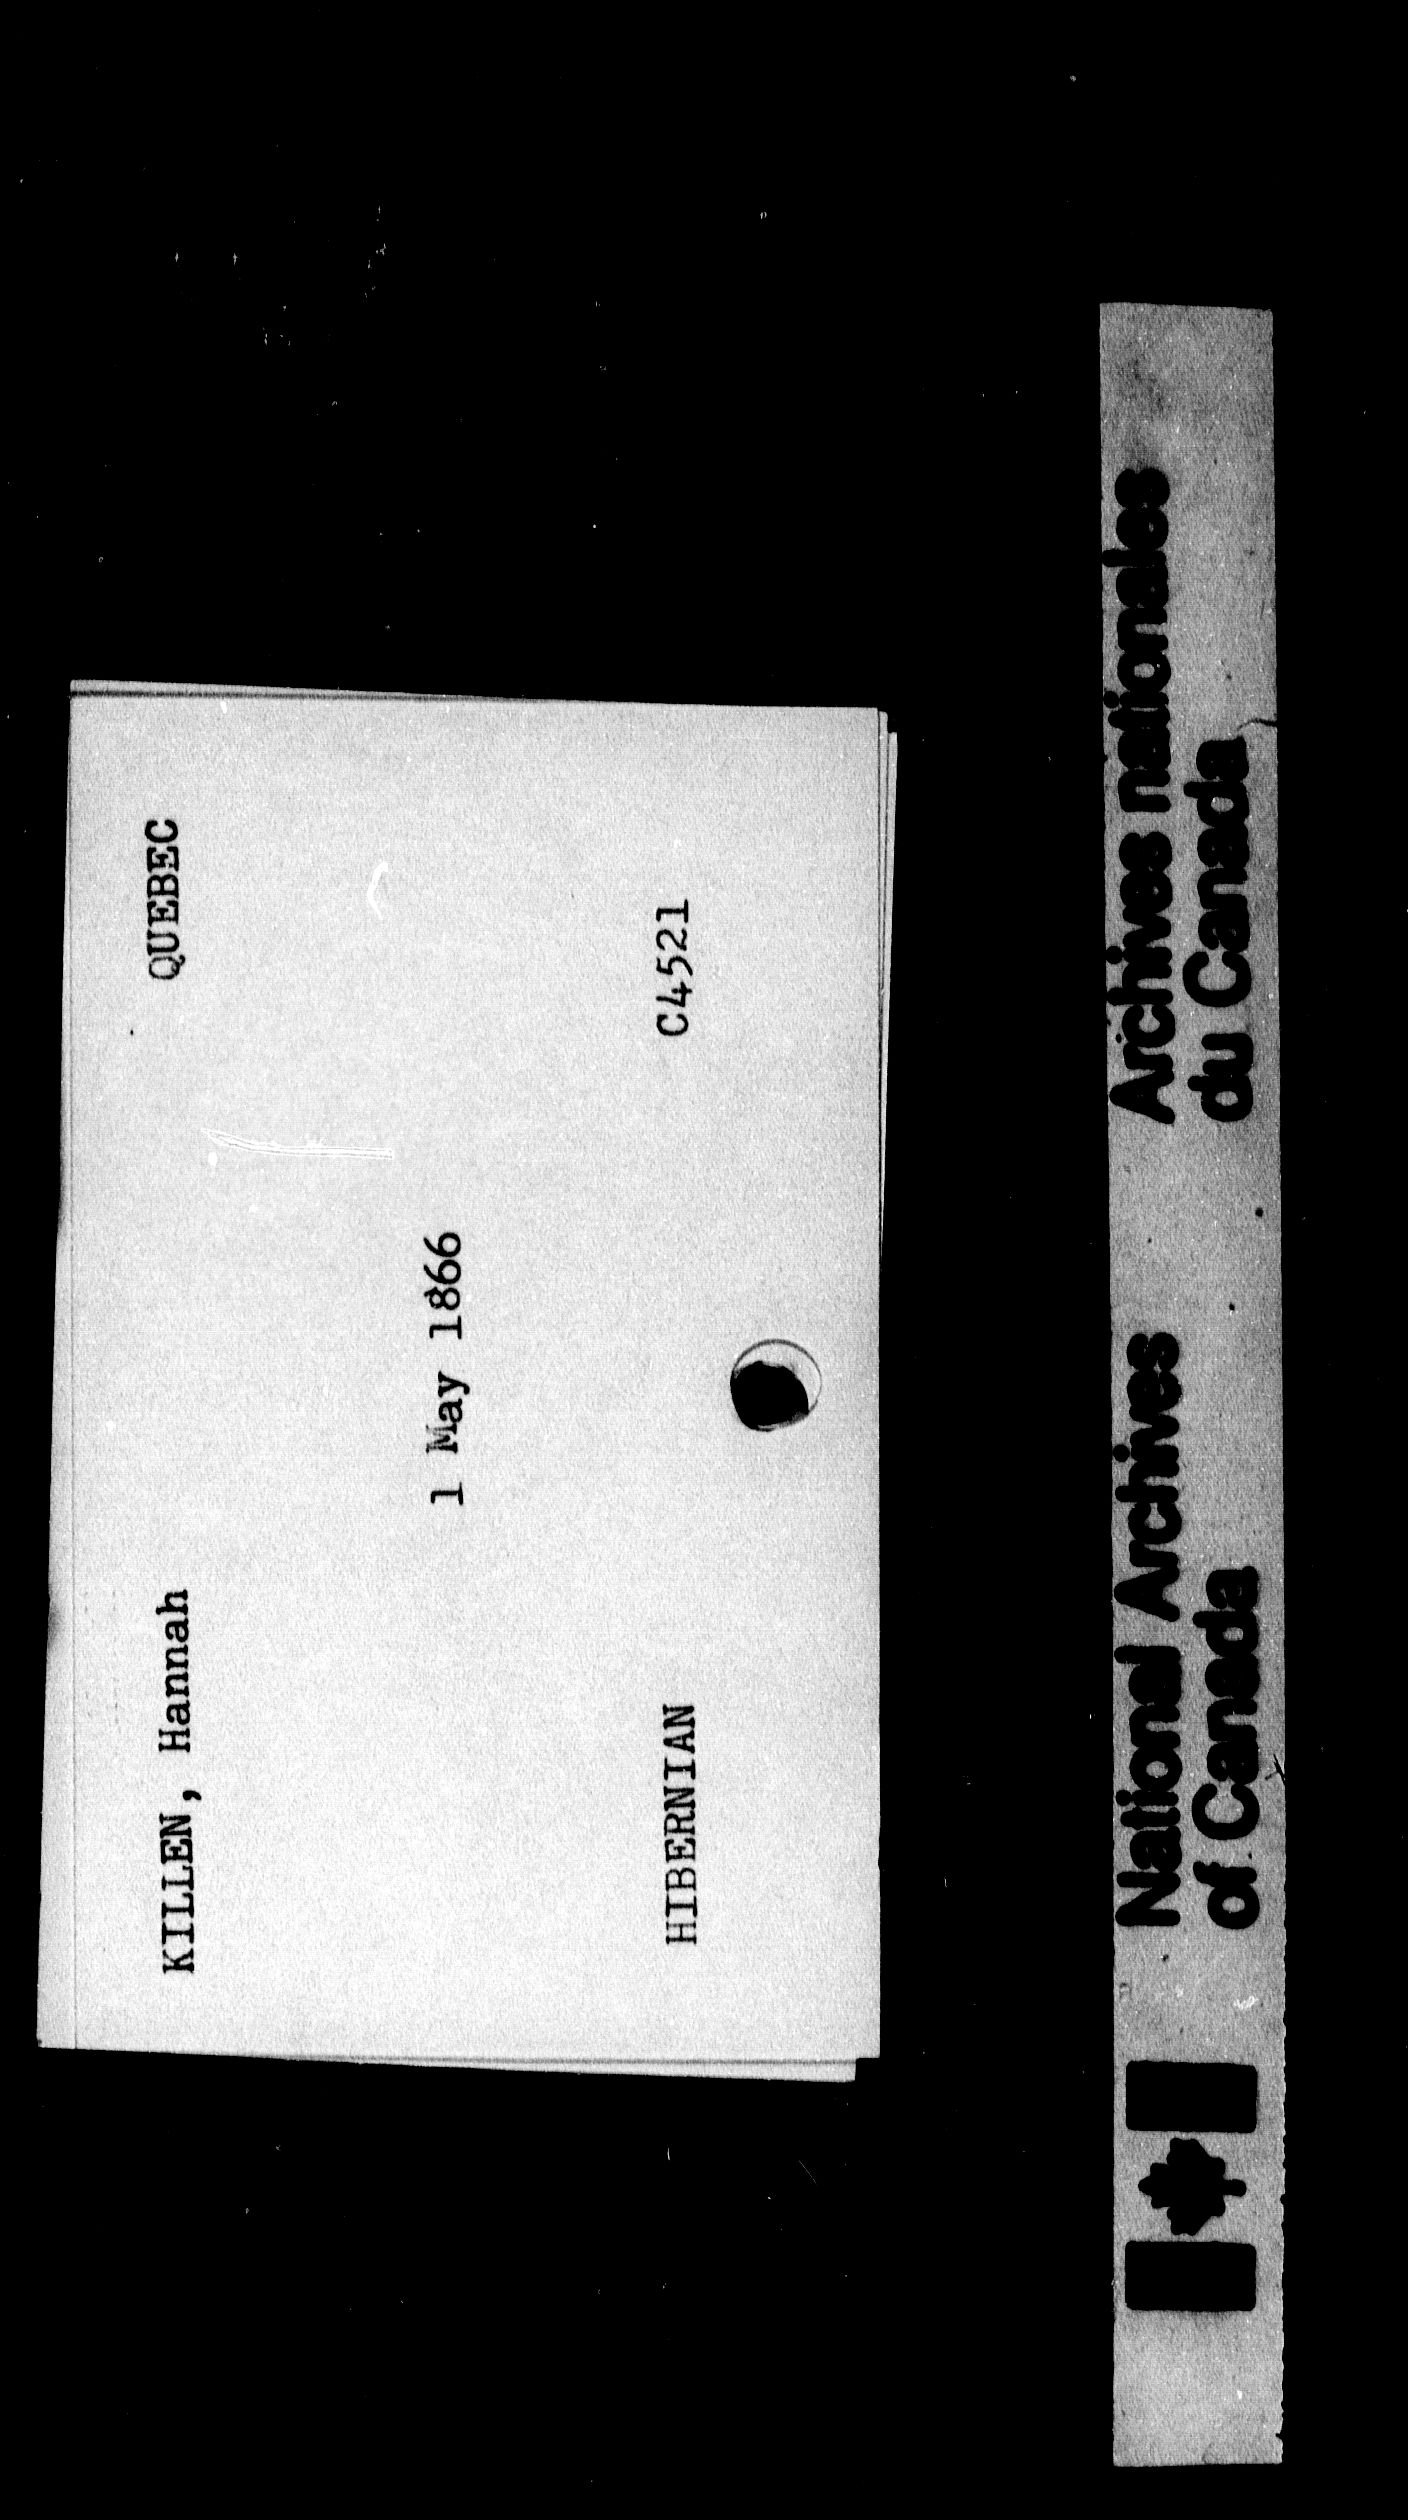 KILLEN, Hannah QUEBEC
1 May 1866
HIBERNIAN C4521
National Archives
of Canada
Archives nationales
du Canada